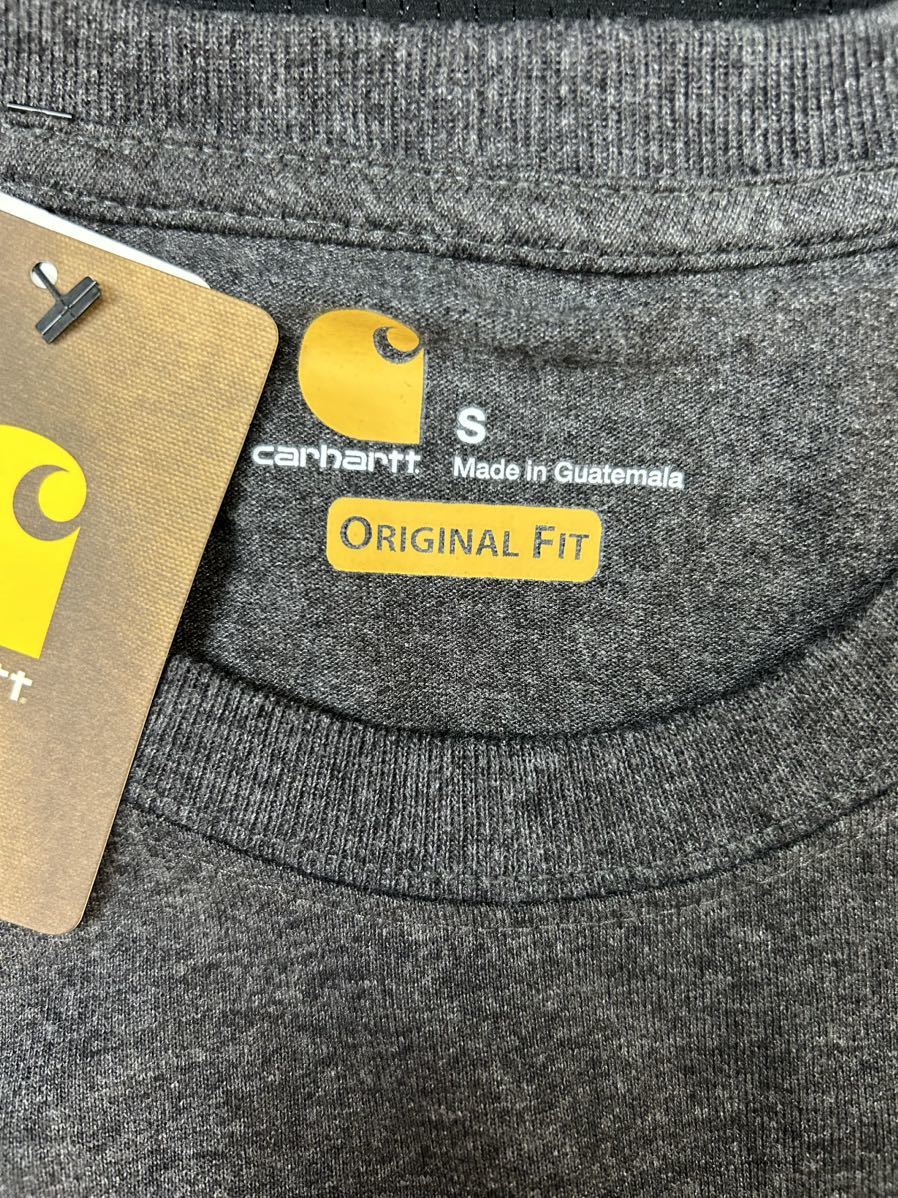 carhartt
S
Made in Guatemala
ORIGINAL FIT